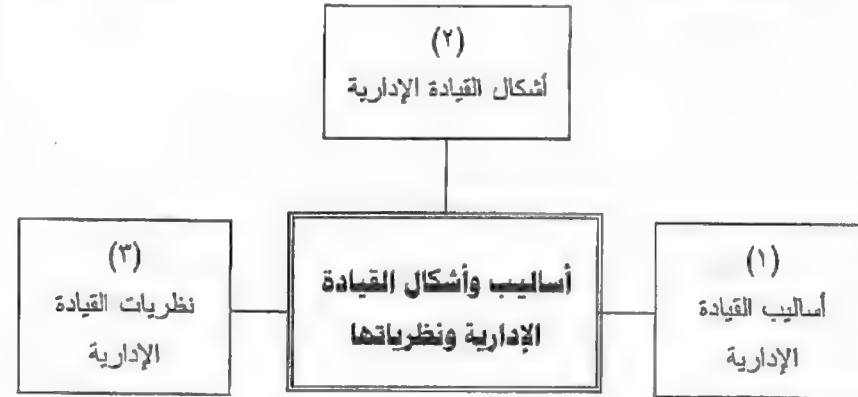 (٢)
أشكال القيادة الإدارية
(١)
أساليب القيادة
الإدارية
أساليب وأشكال القيادة
الإدارية ونظرياتها
(٣)
نظريات القيادة
الإدارية